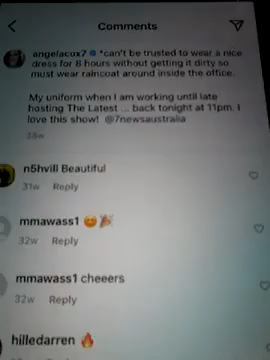 Comments
angelacox7 *can't be trusted to wear a nice
dress for 8 hours without getting it dirty so
must wear raincoat around inside the office.
My uniform when I am working until late
hosting The Latest ... back tonight at 11pm. I
love this show! @7newsaustralia
38w
n5hvill Beautiful
31w Reply
mmawass1 😊🎉
32w Reply
mmawass1 cheeers
32w Reply
hilledarren 🔥